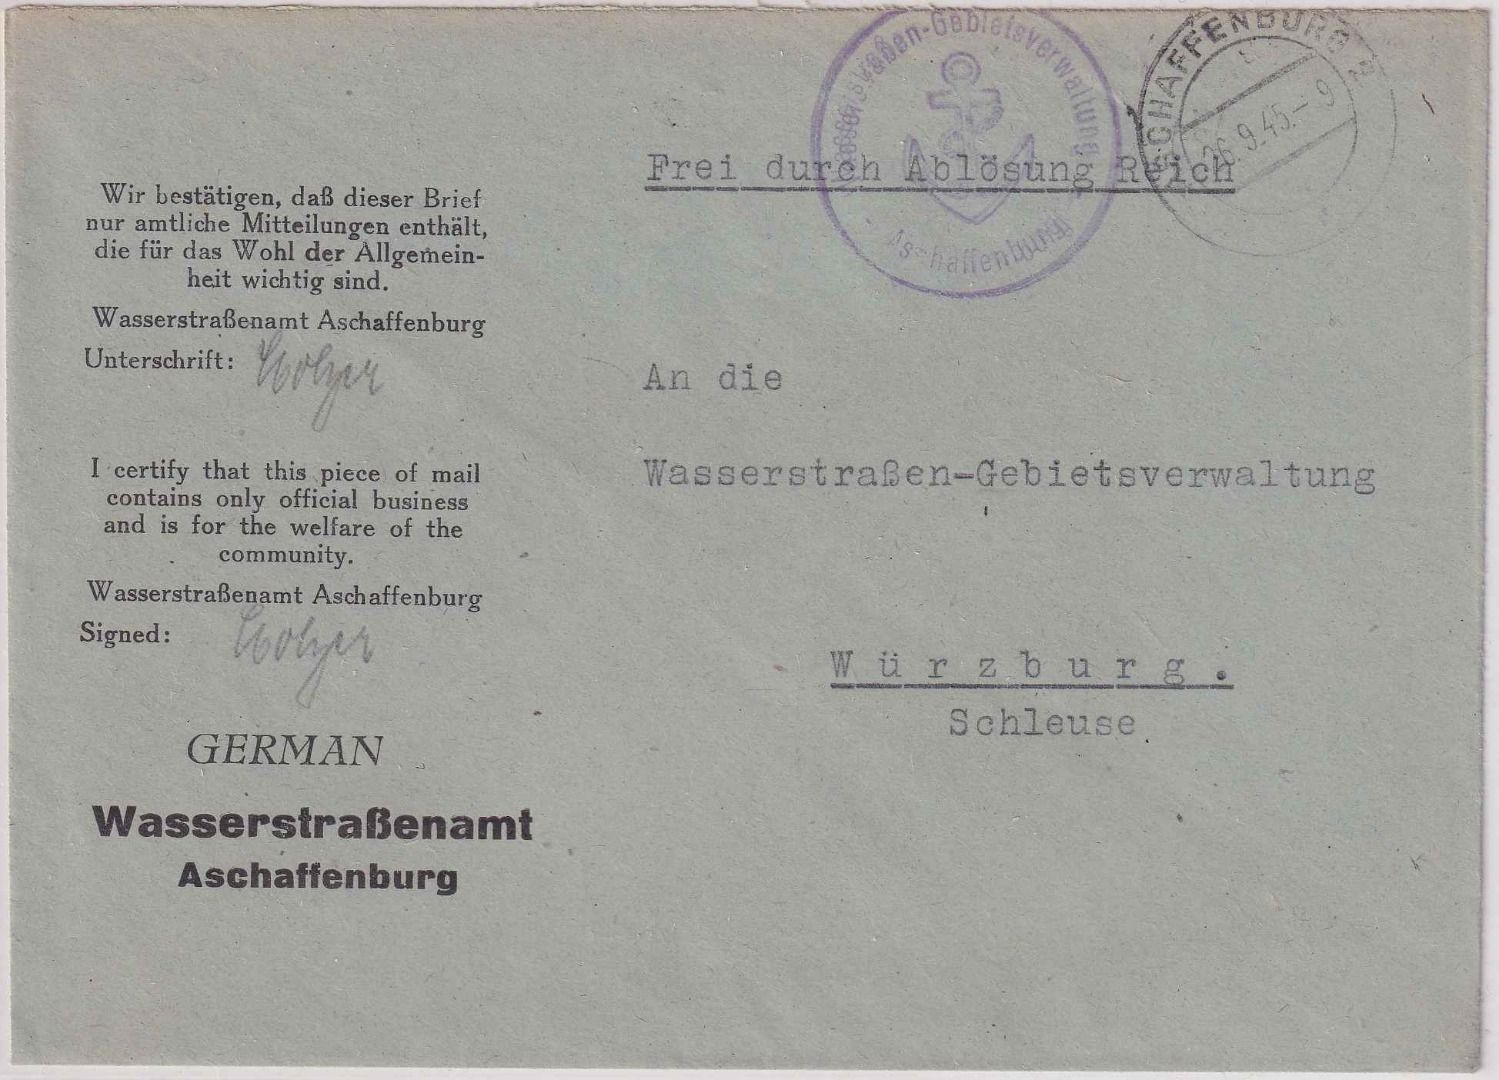 Wir bestätigen, daß dieser Brief
nur amtliche Mitteilungen enthält,
die für das Wohl der Allgemein-
heit wichtig sind.
Wasserstraßenamt Aschaffenburg
Unterschrift:
I certify that this piece of mail
contains only official business
and is for the welfare of the
community.
Wasserstraßenamt Aschaffenburg
Signed:
GERMAN
Wasserstraßenamt
Aschaffenburg
Wasserstraßen-Gebietsverwaltung
- Aschaffenburg -
ASCHAFFENBURG 2
26.9.45.-9
Frei durch Ablösung Reich
An die
Wasserstraßen-Gebietsverwaltung
Würzburg.
Schleuse